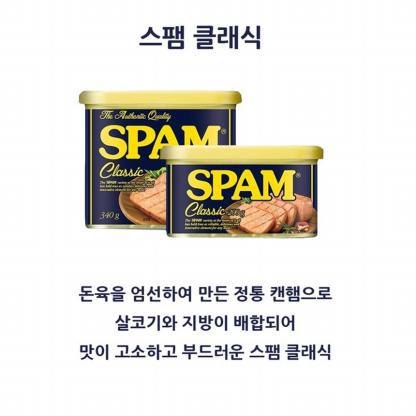 스팸 클래식
The Authentic Quality
SPAM®
Classic
340 g
SPAM®
Classic
돈육을 엄선하여 만든 정통 캔햄으로
살코기와 지방이 배합되어
맛이 고소하고 부드러운 스팸 클래식